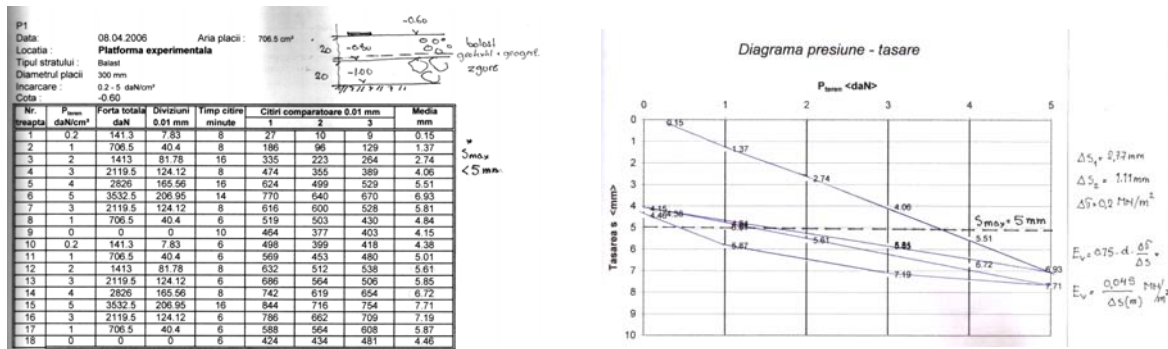 P1
Data: 08.04.2006 Aria placii : 706.5 cm²
Locatia : Platforma experimentala
Tipul stratului : Balast
Diametrul placii 300 mm
Incarcare : 0.2 - 5 daN/cm²
Cota : -0.60
-0.60
20 -0.80
20 -1.00
balast
zgură
Nr. treapta Pteren daN/cm² Forta totala daN Diviziuni 0.01 mm Timp citire minute Citiri comparatoare 0.01 mm Media mm
1 2 3
1 0.2 141.3 7.83 8 27 10 9 0.15
2 1 706.5 40.4 8 186 96 129 1.37
3 2 1413 81.78 16 335 223 264 2.74
4 3 2119.5 124.12 8 474 355 389 4.06
5 4 2826 165.56 16 624 499 529 5.51
6 5 3532.5 206.95 14 770 640 670 6.93
7 3 2119.5 124.12 8 616 600 528 5.81
8 1 706.5 40.4 6 519 503 430 4.84
9 0 0 0 10 464 377 403 4.15
10 0.2 141.3 7.83 6 498 399 418 4.38
11 1 706.5 40.4 6 569 453 480 5.01
12 2 1413 81.78 8 632 512 538 5.61
13 3 2119.5 124.12 6 686 564 506 5.85
14 4 2826 165.56 8 742 619 654 6.72
15 5 3532.5 206.95 16 844 716 754 7.71
16 3 2119.5 124.12 6 786 662 709 7.19
17 1 706.5 40.4 6 588 564 608 5.87
18 0 0 0 6 424 434 481 4.46
Smax
<5 mm
Diagrama presiune - tasare
Pteren <daN>
0 1 2 3 4 5
Tasarea s <mm>
0
1
2
3
4
5
6
7
8
9
10
0.15
1.37
2.74
4.06
5.51
6.93
4.15
4.38
4.46
4.84
5.01
5.61
5.81
5.85
5.87
6.72
7.19
7.71
Smax = 5 mm
ΔS₂ = 1.11 mm
Δσ = 0,2 MN/m²
Ev = 0.75 · d · Δσ/ΔS =
Ev = 0,045/ΔS(m) MN/m²